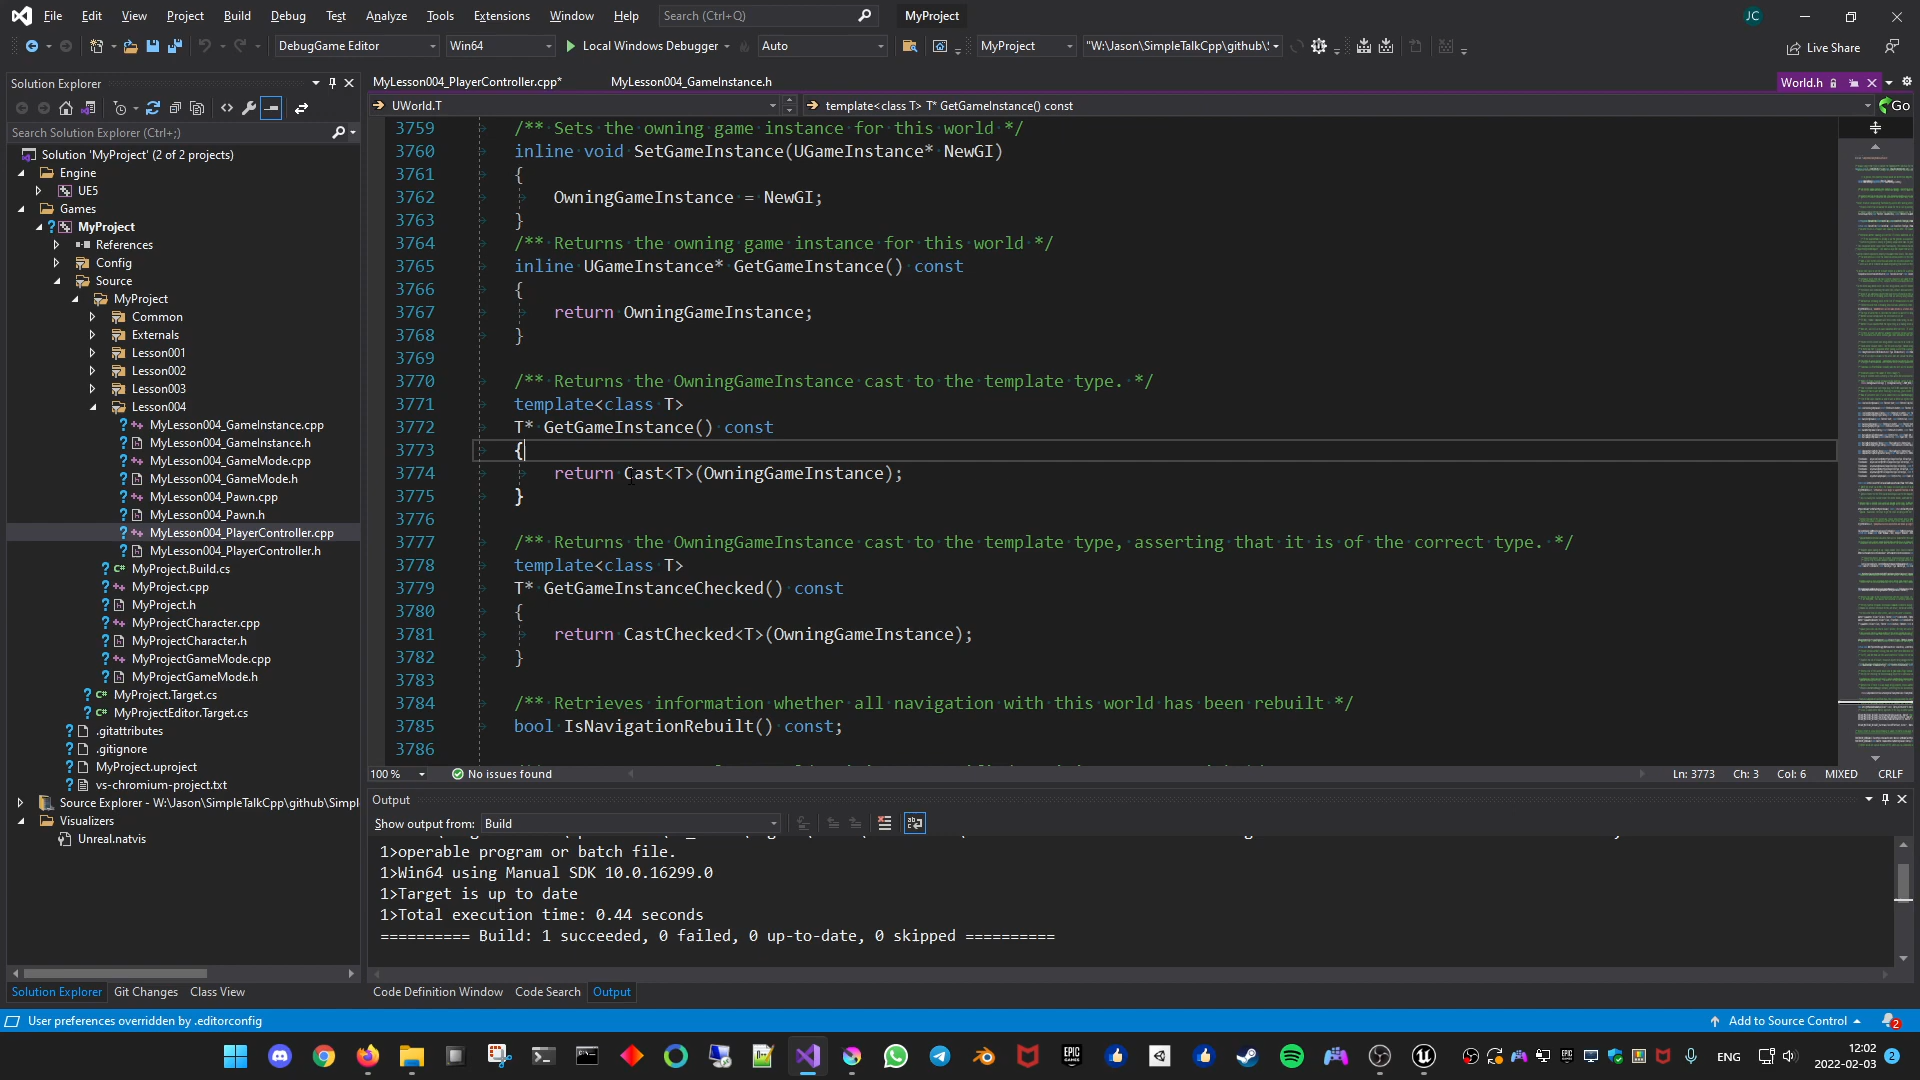 File Edit View Project Build Debug Test Analyze Tools Extensions Window Help Search (Ctrl+Q) MyProject JC
DebugGame Editor Win64 Local Windows Debugger Auto MyProject "W:\Jason\SimpleTalkCpp\github\ Live Share
Solution Explorer
Search Solution Explorer (Ctrl+;)
Solution 'MyProject' (2 of 2 projects)
Engine
UE5
Games
MyProject
References
Config
Source
MyProject
Common
Externals
Lesson001
Lesson002
Lesson003
Lesson004
MyLesson004_GameInstance.cpp
MyLesson004_GameInstance.h
MyLesson004_GameMode.cpp
MyLesson004_GameMode.h
MyLesson004_Pawn.cpp
MyLesson004_Pawn.h
MyLesson004_PlayerController.cpp
MyLesson004_PlayerController.h
MyProject.Build.cs
MyProject.cpp
MyProject.h
MyProjectCharacter.cpp
MyProjectCharacter.h
MyProjectGameMode.cpp
MyProjectGameMode.h
MyProject.Target.cs
MyProjectEditor.Target.cs
.gitattributes
.gitignore
MyProject.uproject
vs-chromium-project.txt
Source Explorer - W:\Jason\SimpleTalkCpp\github\Simpl
Visualizers
Unreal.natvis
Solution Explorer Git Changes Class View
MyLesson004_PlayerController.cpp* MyLesson004_GameInstance.h World.h
UWorld.T template<class T> T* GetGameInstance() const Go
3759 /** Sets the owning game instance for this world */
3760 inline void SetGameInstance(UGameInstance* NewGI)
3761 {
3762 OwningGameInstance = NewGI;
3763 }
3764 /** Returns the owning game instance for this world */
3765 inline UGameInstance* GetGameInstance() const
3766 {
3767 return OwningGameInstance;
3768 }
3769
3770 /** Returns the OwningGameInstance cast to the template type. */
3771 template<class T>
3772 T* GetGameInstance() const
3773 {
3774 return Cast<T>(OwningGameInstance);
3775 }
3776
3777 /** Returns the OwningGameInstance cast to the template type, asserting that it is of the correct type. */
3778 template<class T>
3779 T* GetGameInstanceChecked() const
3780 {
3781 return CastChecked<T>(OwningGameInstance);
3782 }
3783
3784 /** Retrieves information whether all navigation with this world has been rebuilt */
3785 bool IsNavigationRebuilt() const;
3786
100 % No issues found Ln: 3773 Ch: 3 Col: 6 MIXED CRLF
Output
Show output from: Build
1>operable program or batch file.
1>Win64 using Manual SDK 10.0.16299.0
1>Target is up to date
1>Total execution time: 0.44 seconds
========== Build: 1 succeeded, 0 failed, 0 up-to-date, 0 skipped ==========
Code Definition Window Code Search Output
User preferences overridden by .editorconfig Add to Source Control 2
EPIC GAMES
ENG 12:02
2022-02-03 2